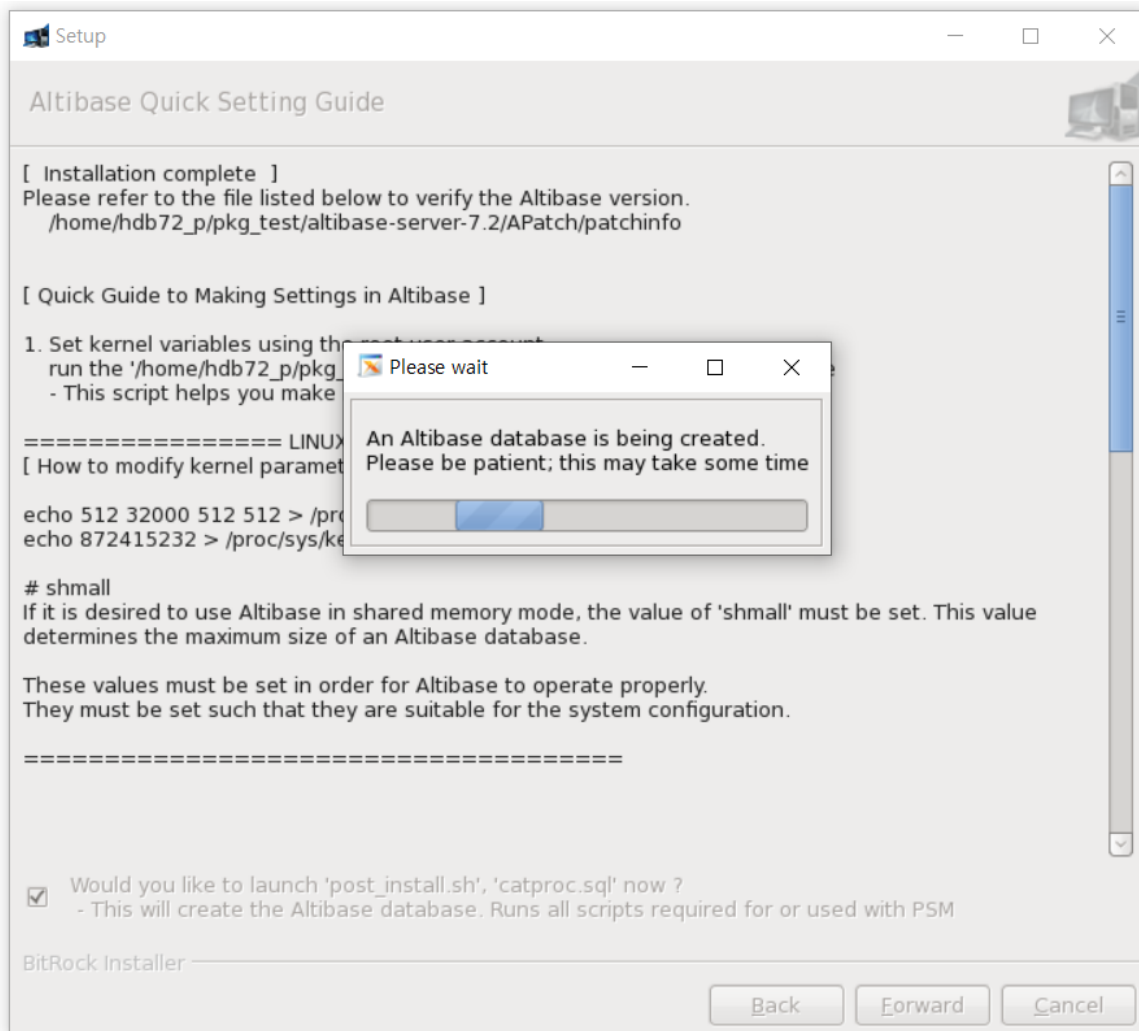 Setup
Altibase Quick Setting Guide
[  Installation complete  ]
Please refer to the file listed below to verify the Altibase version.
/home/hdb72_p/pkg_test/altibase-server-7.2/APatch/patchinfo
[ Quick Guide to Making Settings in Altibase ]
1. Set kernel variables using the root user account
run the '/home/hdb72_p/pkg_
- This script helps you make
================ LINUX
[ How to modify kernel paramet
echo 512 32000 512 512 > /pro
echo 872415232 > /proc/sys/ke
Please wait
An Altibase database is being created.
Please be patient; this may take some time
# shmall
If it is desired to use Altibase in shared memory mode, the value of 'shmall' must be set. This value
determines the maximum size of an Altibase database.
These values must be set in order for Altibase to operate properly.
They must be set such that they are suitable for the system configuration.
=====================================
Would you like to launch 'post_install.sh', 'catproc.sql' now ?
- This will create the Altibase database. Runs all scripts required for or used with PSM
BitRock Installer
Back
Forward
Cancel